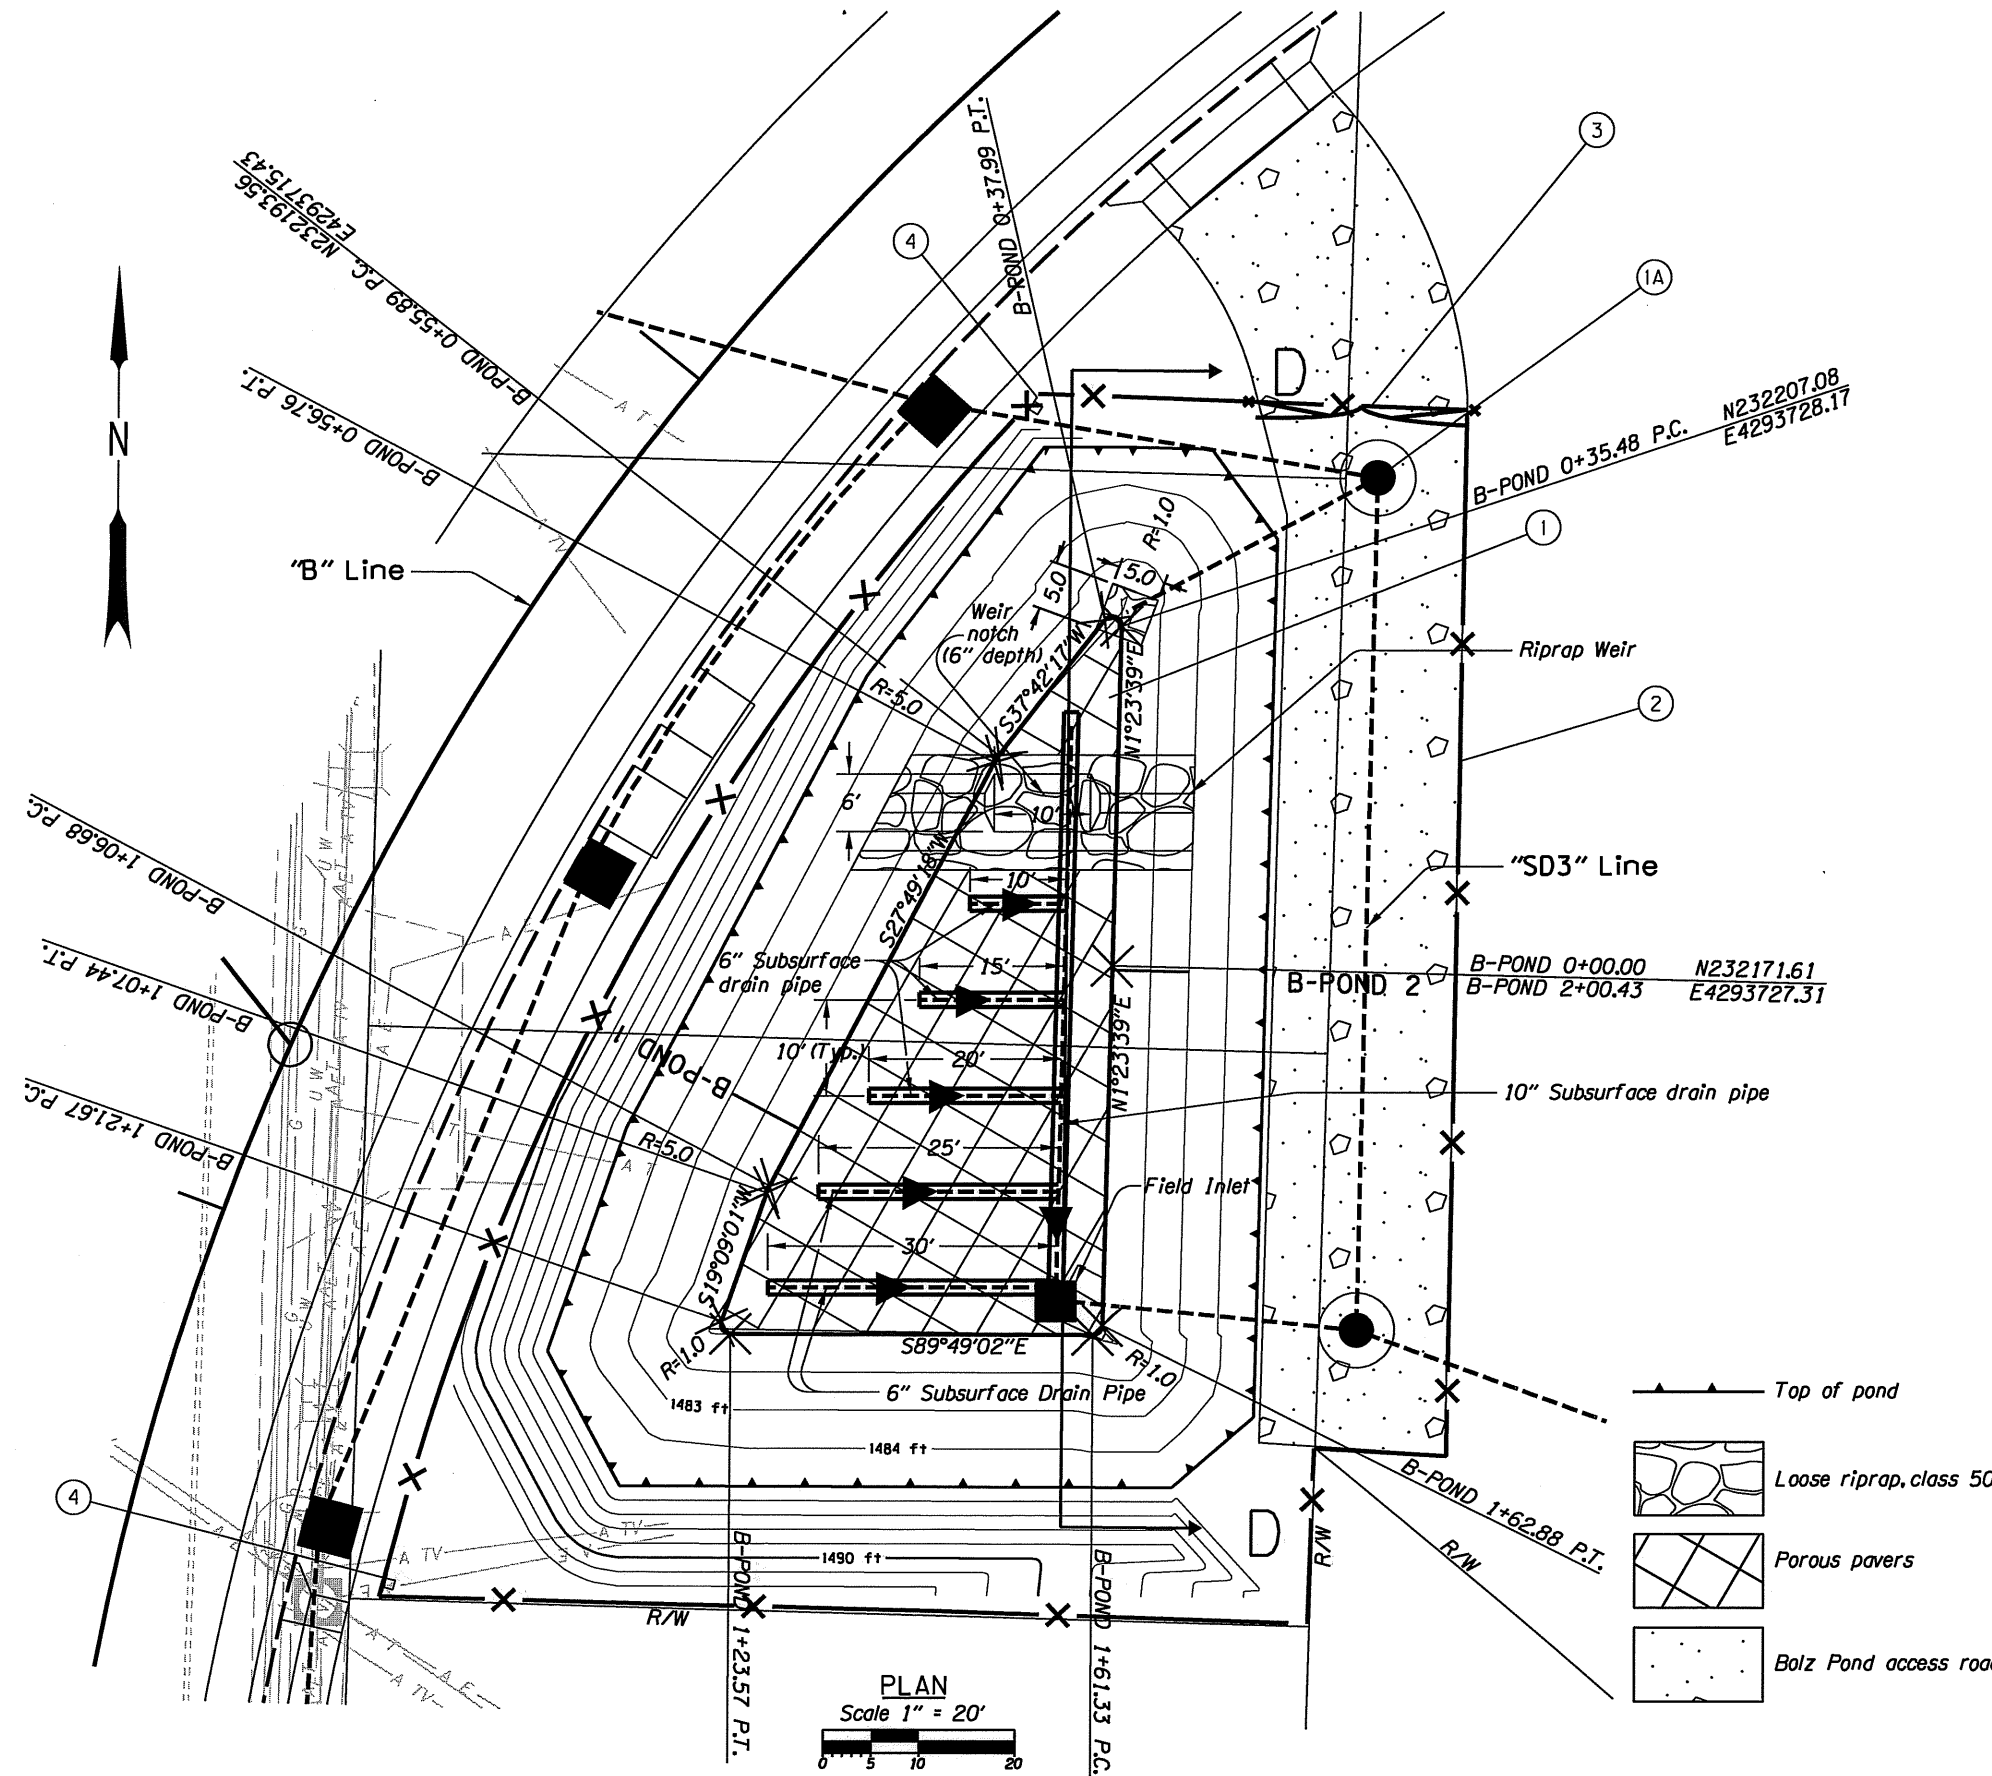 N232193.56
E4293715.43
B-POND 0+55.89 P.C.
B-POND 0+56.76 P.T.
B-POND 0+37.99 P.T.
3
4
1A
N
D
N232207.08
E4293728.17
B-POND 0+35.48 P.C.
1
"B" Line
R=1.0
5.0
5.0
Weir
notch
(6" depth)
S37°42'17"W
N1°23'39"E
Riprap Weir
R=5.0
2
6'
10'
B-POND 1+06.68 P.C.
S27°49'18"W
10'
"SD3" Line
6" Subsurface
drain pipe
15'
B-POND 0+00.00 N232171.61
B-POND 2+00.43 E4293727.31
B-POND 2
B-POND 1+07.44 P.T.
10' (Typ.)
20'
N1°23'39"E
B-POND 1
10" Subsurface drain pipe
B-POND 1+21.67 P.C.
R=5.0
25'
Field Inlet
S19°09'01"W
30'
S89°49'02"E
R=1.0
R=1.0
6" Subsurface Drain Pipe
1483 ft
1484 ft
Top of pond
4
Loose riprap, class 50
B-POND 1+62.88 P.T.
D
R/W
R/W
1490 ft
Porous pavers
R/W
B-POND 1+23.57 P.T.
B-POND 1+61.33 P.C.
Bolz Pond access road
PLAN
Scale 1" = 20'
0 5 10 20